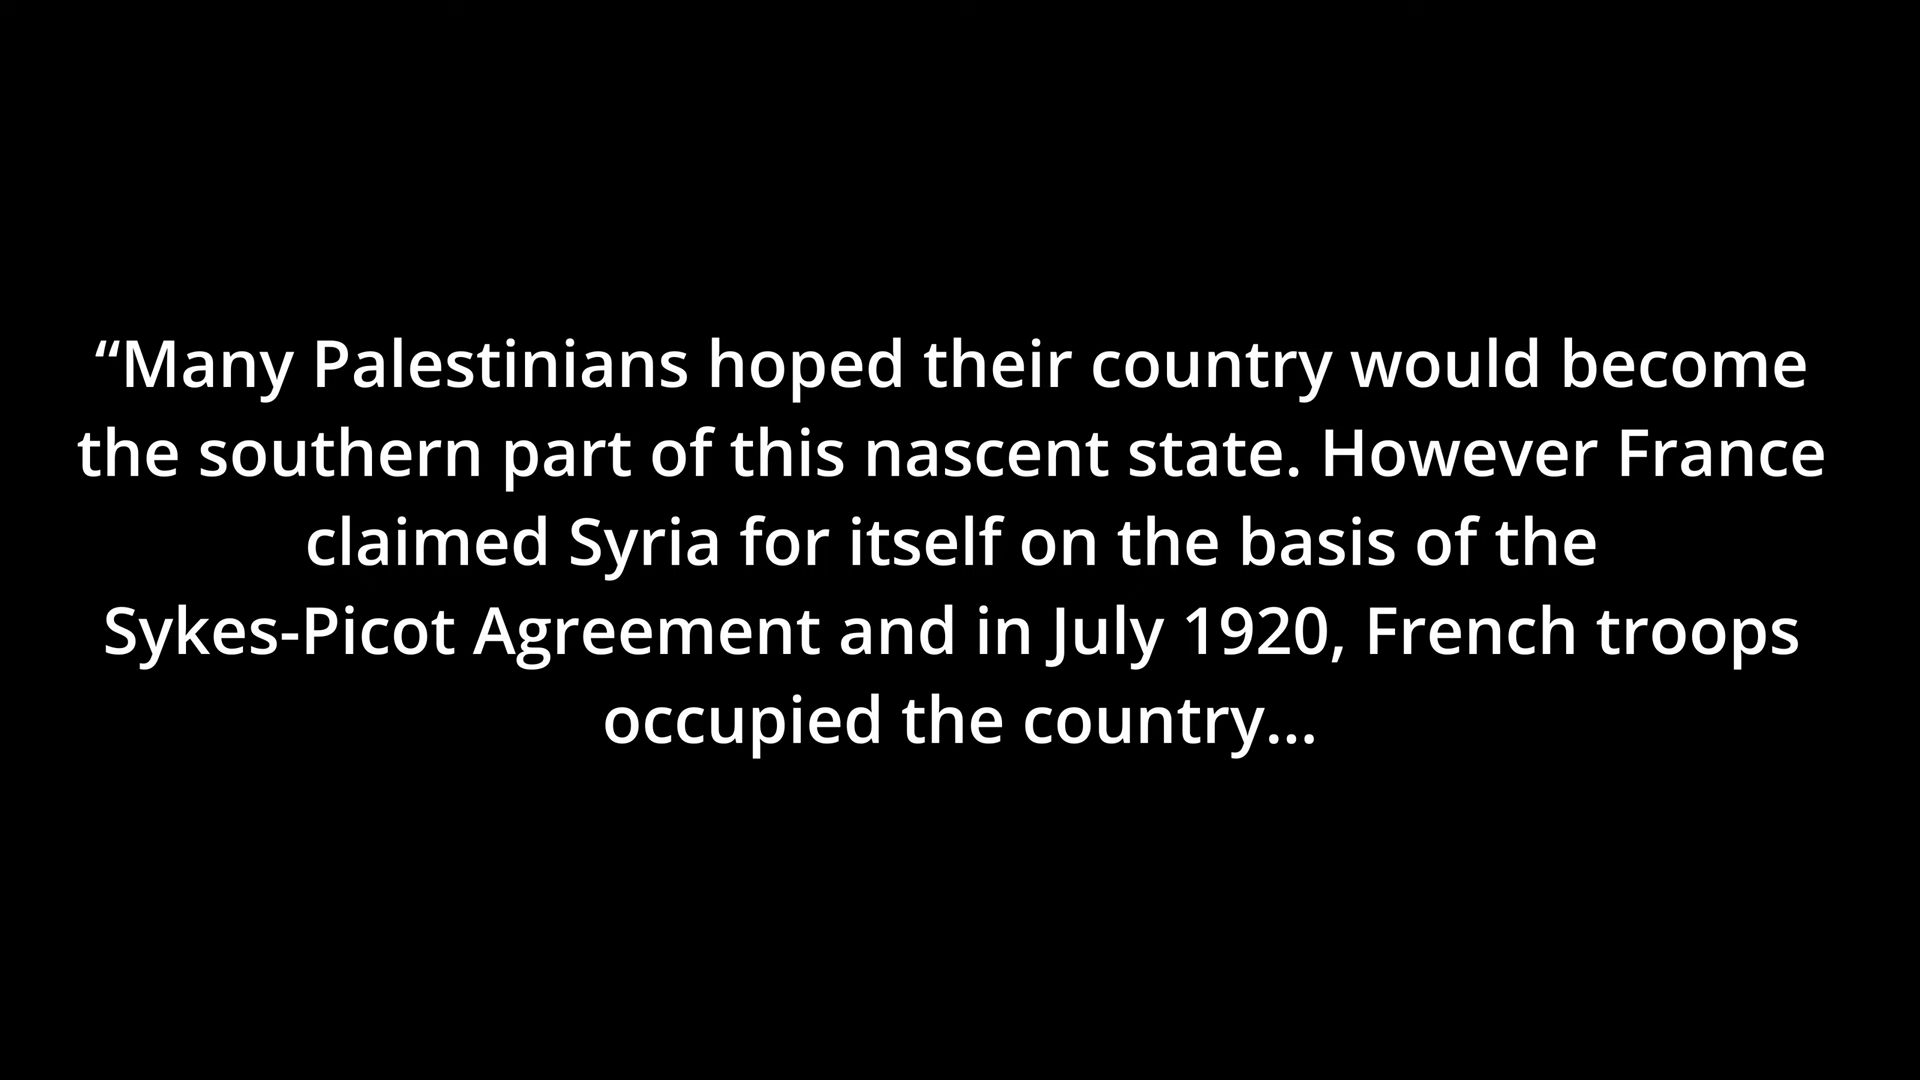 “Many Palestinians hoped their country would become
the southern part of this nascent state. However France
claimed Syria for itself on the basis of the
Sykes-Picot Agreement and in July 1920, French troops
occupied the country...